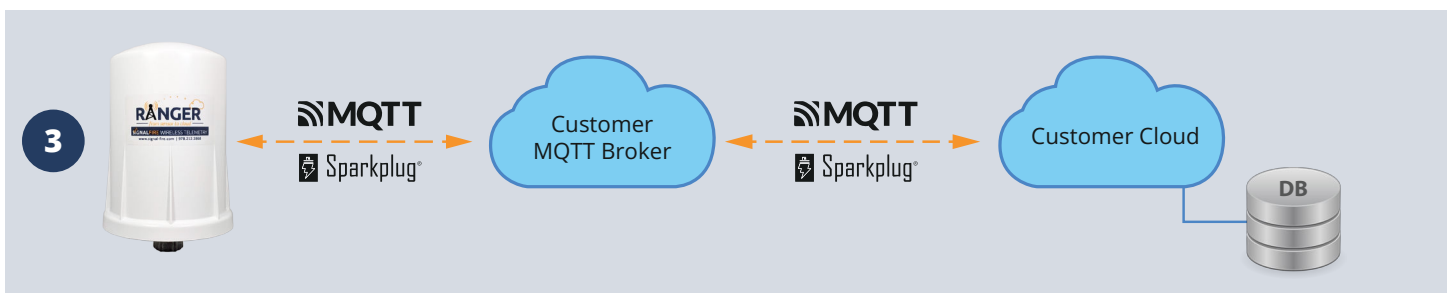 3
RANGER
SIGNALFIRE WIRELESS TELEMETRY
MQTT
Sparkplug®
Customer
MQTT Broker
MQTT
Sparkplug®
Customer Cloud
DB